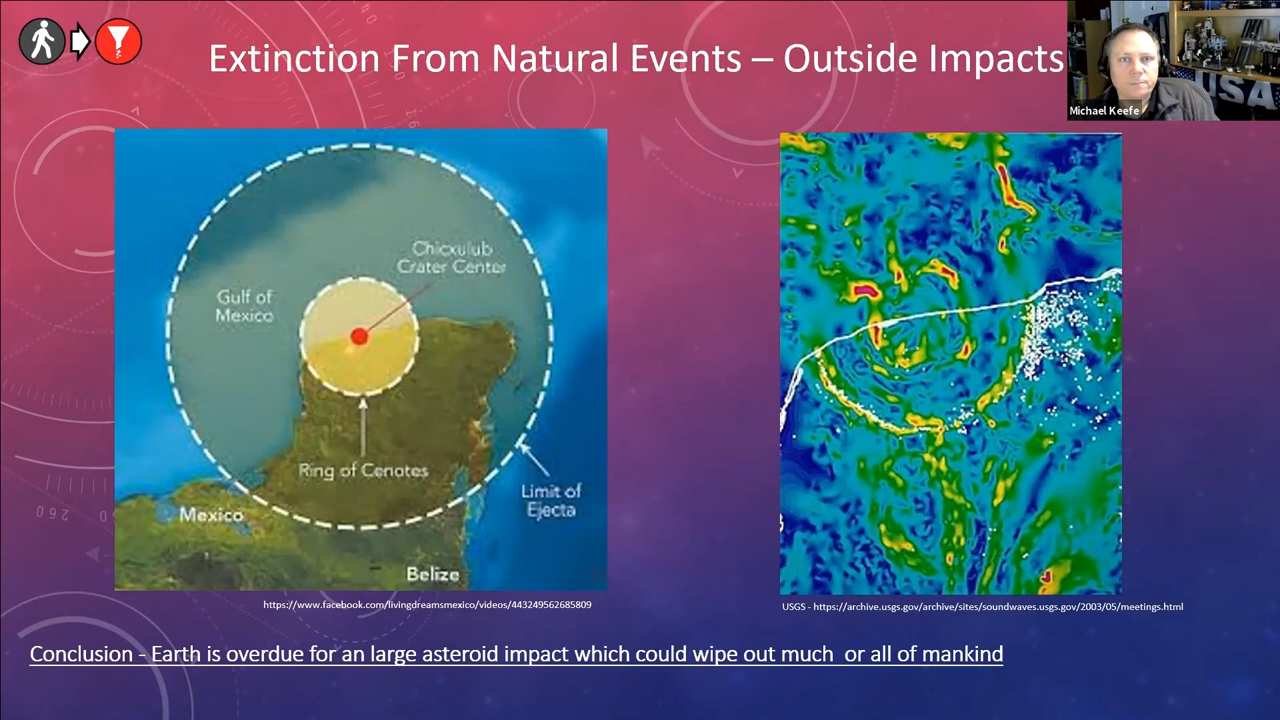 Extinction From Natural Events – Outside Impacts
USA
Michael Keefe
Chicxulub
Crater Center
Gulf of
Mexico
Ring of Cenotes
Limit of
Ejecta
Mexico
Belize
https://www.facebook.com/livingdreamsmexico/videos/443249562685809
USGS - https://archive.usgs.gov/archive/sites/soundwaves.usgs.gov/2003/05/meetings.html
260
Conclusion - Earth is overdue for an large asteroid impact which could wipe out much or all of mankind